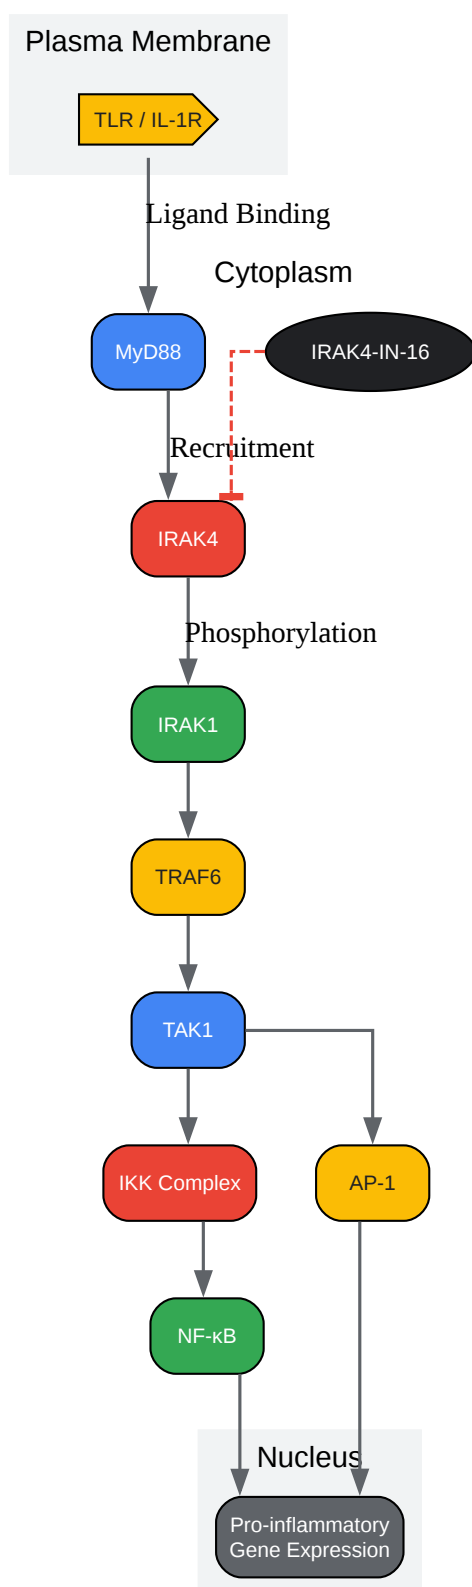 Plasma Membrane
TLR / IL-1R
Ligand Binding
Cytoplasm
MyD88
IRAK4-IN-16
Recruitment
IRAK4
Phosphorylation
IRAK1
TRAF6
TAK1
IKK Complex
AP-1
NF-κB
Nucleus
Pro-inflammatory
Gene Expression